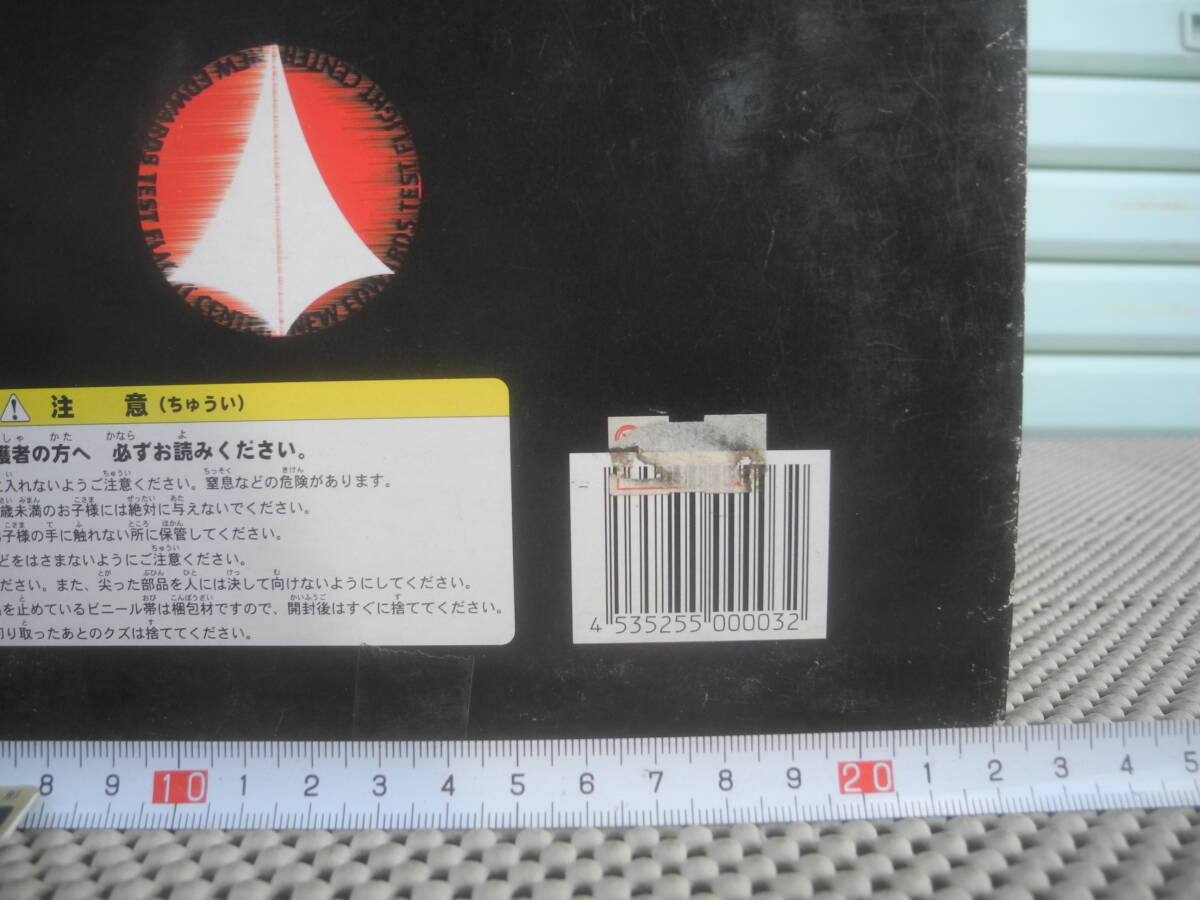 NEW EDWARDS TEST FLIGHT CENTER NEW EDWARDS TEST FLIGHT CENTER
注 意(ちゅうい)
護者の方へ 必ずお読みください。
に入れないようご注意ください。窒息などの危険があります。
歳未満のお子様には絶対に与えないでください。
お子様の手に触れない所に保管してください。
どをはさまないようにご注意ください。
ださい。また、尖った部品を人には決して向けないようにしてください。
を止めているビニール帯は梱包材ですので、開封後はすぐに捨ててください。
切り取ったあとのクズは捨ててください。
4 535255 000032
8 9 10 1 2 3 4 5 6 7 8 9 20 1 2 3 4 5